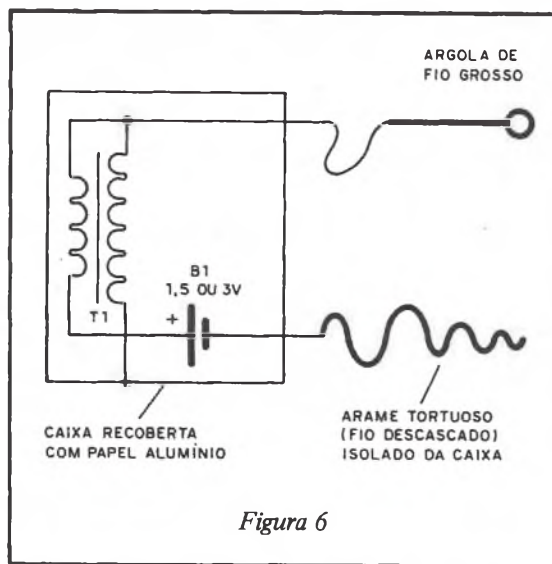 ARGOLA DE
FIO GROSSO
B1
1,5 OU 3V
+
T1
CAIXA RECOBERTA
COM PAPEL ALUMÍNIO
ARAME TORTUOSO
(FIO DESCASCADO)
ISOLADO DA CAIXA
Figura 6